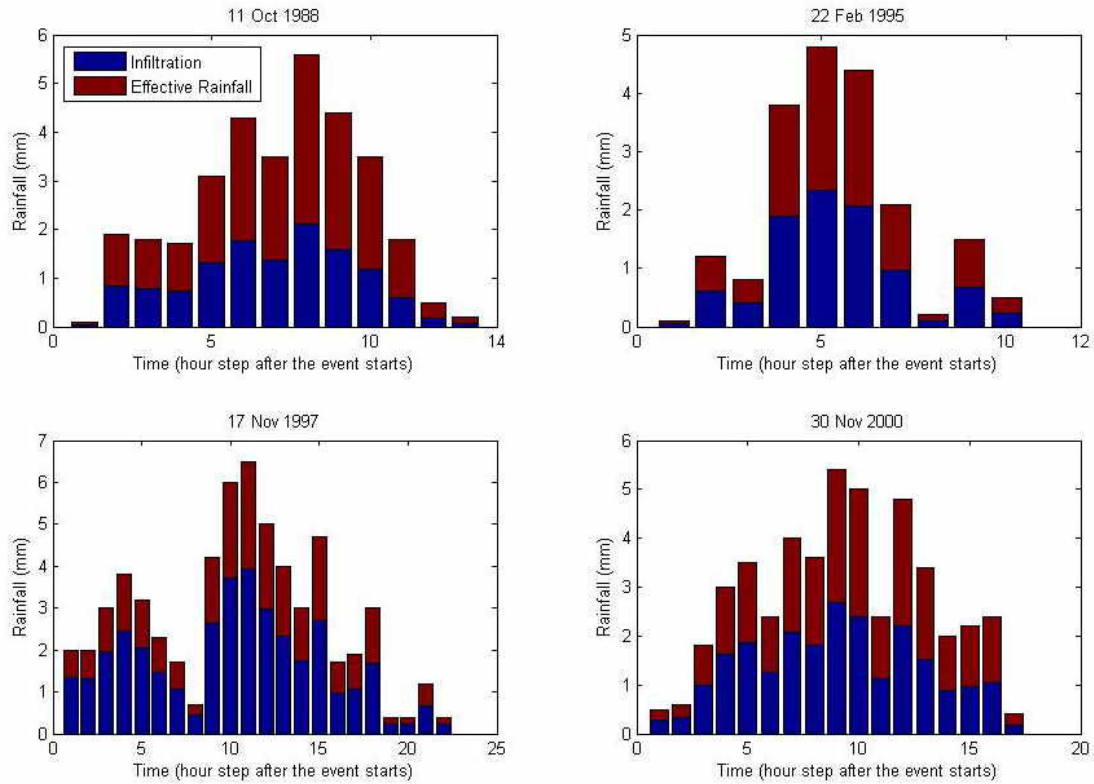 11 Oct 1988
6
5
4
3
2
1
0
Rainfall (mm)
Infiltration
Effective Rainfall
0 5 10 14
Time (hour step after the event starts)
22 Feb 1995
5
4
3
2
1
0
Rainfall (mm)
0 5 10 12
Time (hour step after the event starts)
17 Nov 1997
7
6
5
4
3
2
1
0
Rainfall (mm)
0 5 10 15 20 25
Time (hour step after the event starts)
30 Nov 2000
6
5
4
3
2
1
0
Rainfall (mm)
0 5 10 15 20
Time (hour step after the event starts)